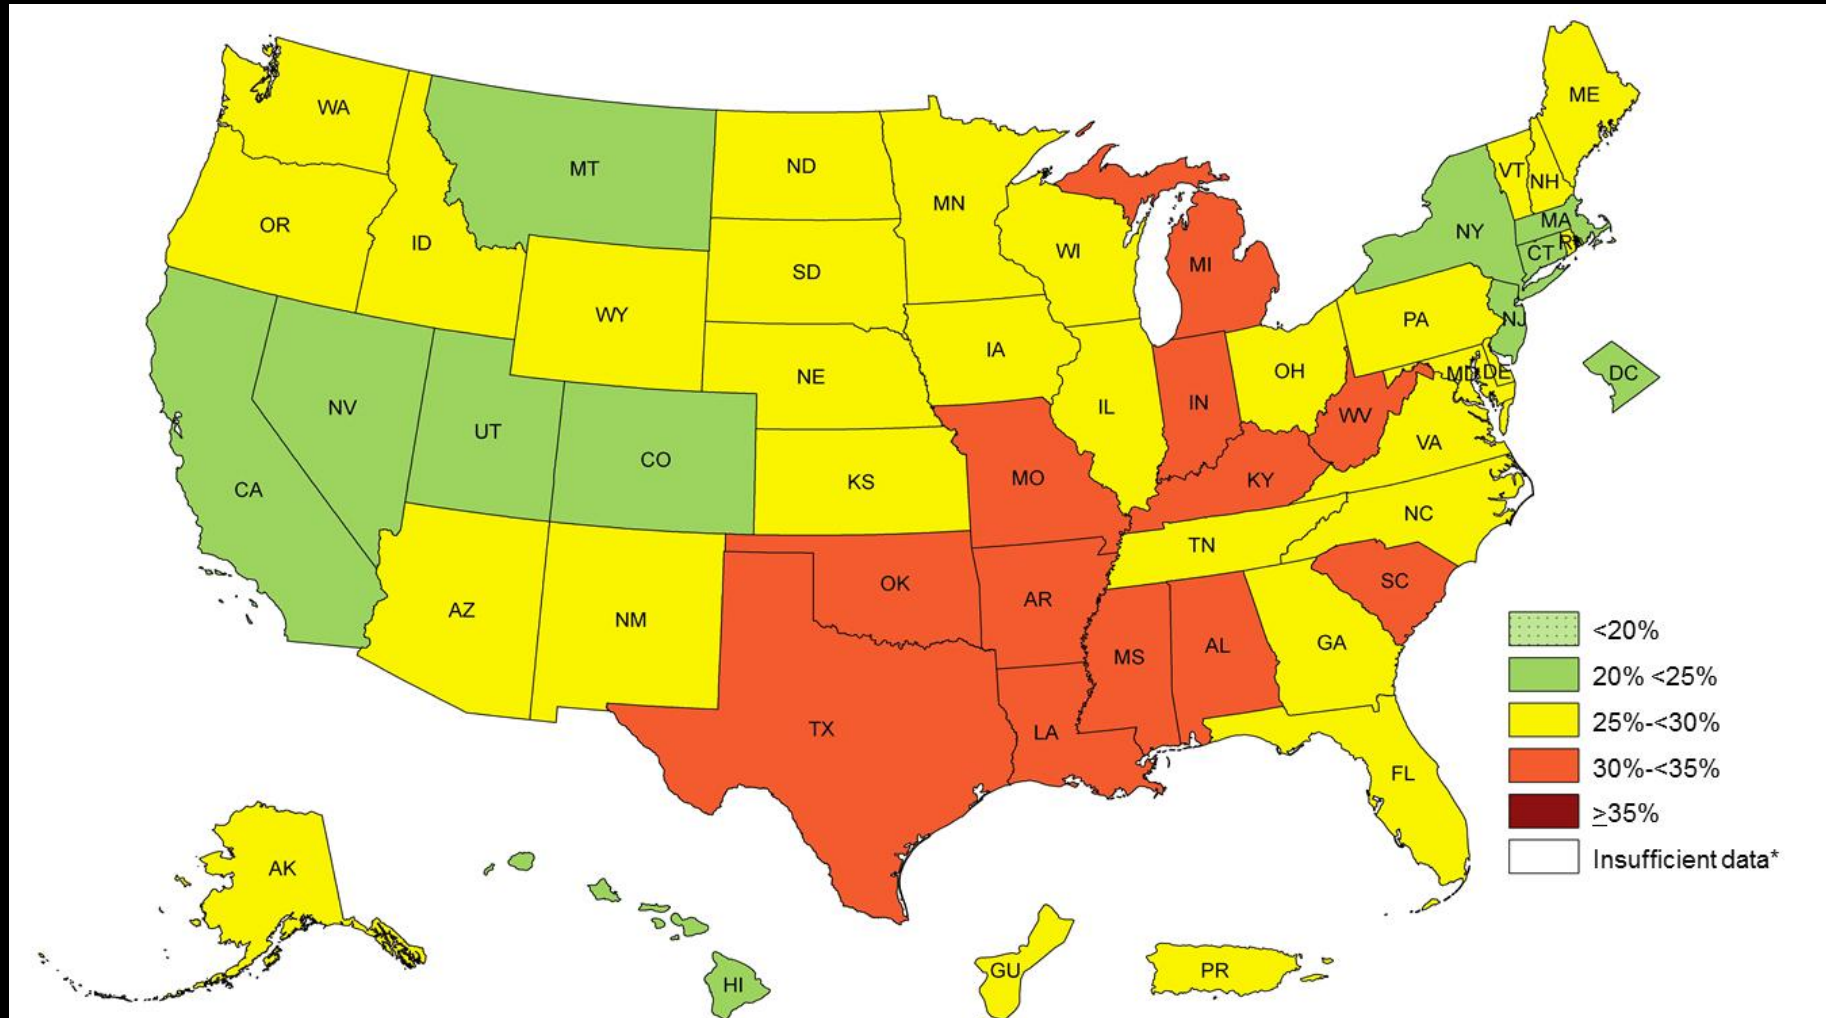 WA
MT
ND
MN
ME
VT
NH
OR
ID
SD
WI
MI
NY
MA
CT
RI
WY
IA
NE
PA
NJ
OH
MD
DE
DC
NV
UT
CO
IL
IN
WV
VA
CA
KS
MO
KY
NC
TN
AZ
NM
OK
AR
SC
MS
AL
GA
TX
LA
FL
AK
HI
GU
PR
<20%
20% <25%
25%-<30%
30%-<35%
≥35%
Insufficient data*